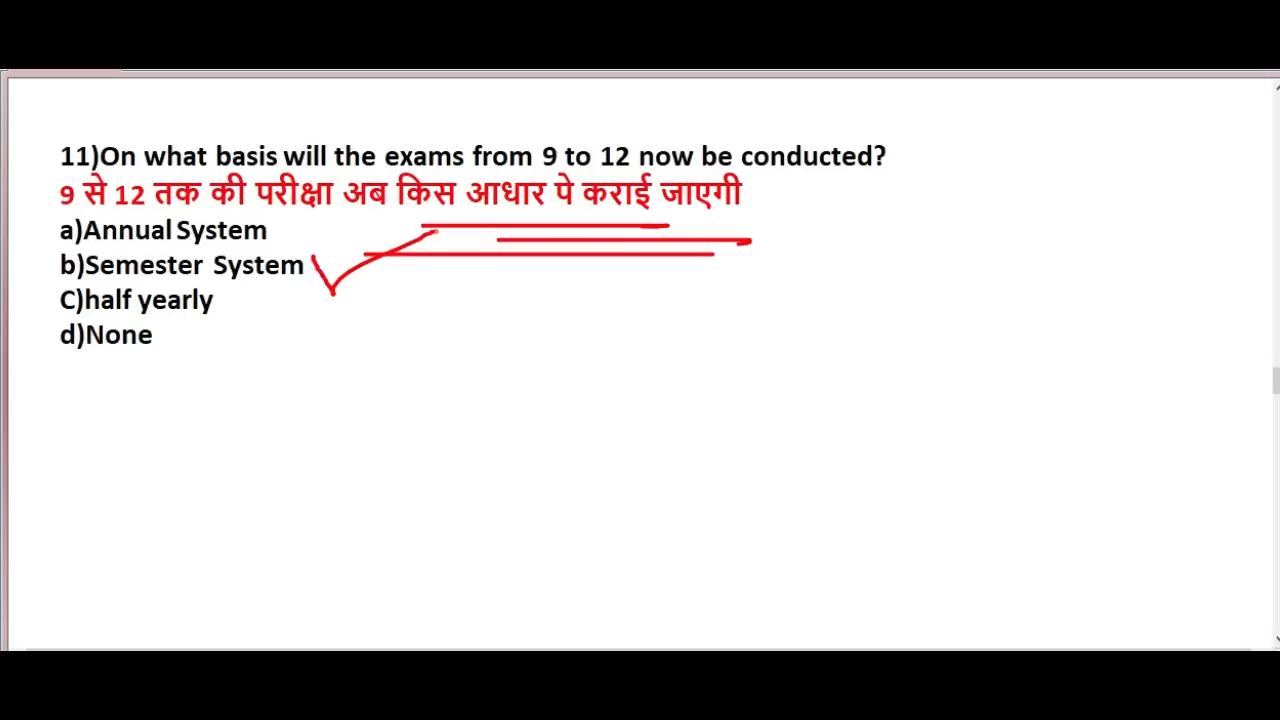 11)On what basis will the exams from 9 to 12 now be conducted?
9 से 12 तक की परीक्षा अब किस आधार पे कराई जाएगी
a)Annual System
b)Semester System
C)half yearly
d)None